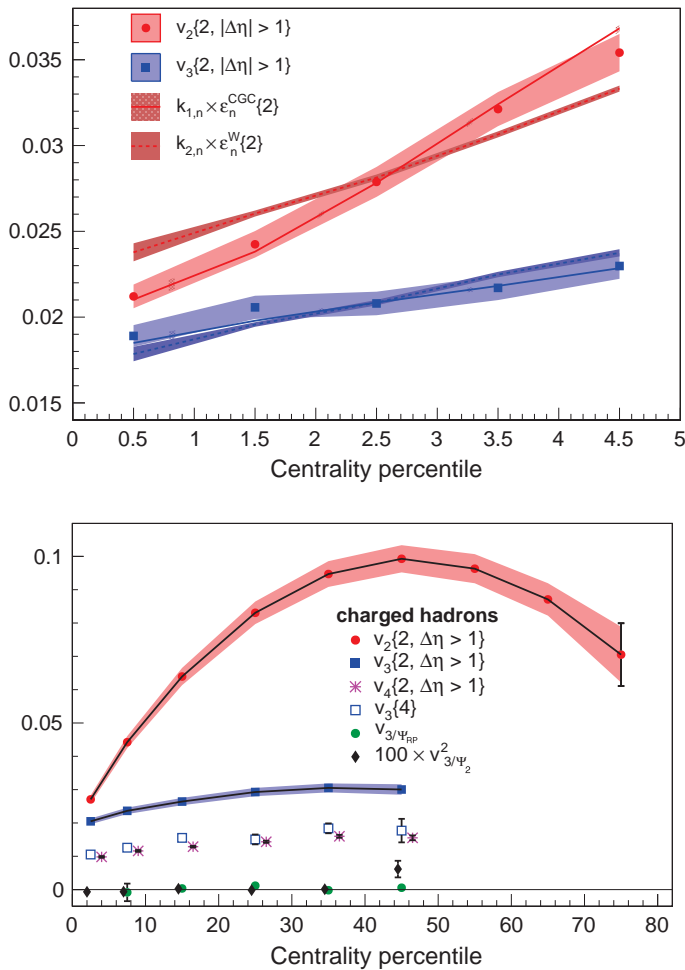 0.035
0.03
0.025
0.02
0.015
v2{2, |Δη| > 1}
v3{2, |Δη| > 1}
k1,n × εn^CGC{2}
k2,n × εn^W{2}
0 0.5 1 1.5 2 2.5 3 3.5 4 4.5 5
Centrality percentile
0.1
0.05
0
charged hadrons
v2{2, Δη > 1}
v3{2, Δη > 1}
v4{2, Δη > 1}
v3{4}
v3/ΨRP
100 × v²3/Ψ2
0 10 20 30 40 50 60 70 80
Centrality percentile